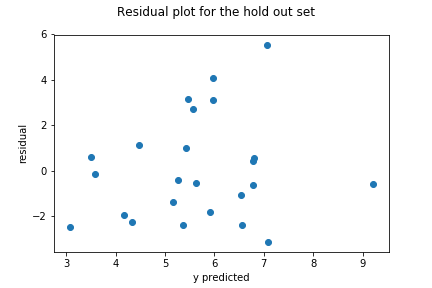 Residual plot for the hold out set
6
4
2
0
−2
residual
3 4 5 6 7 8 9
y predicted